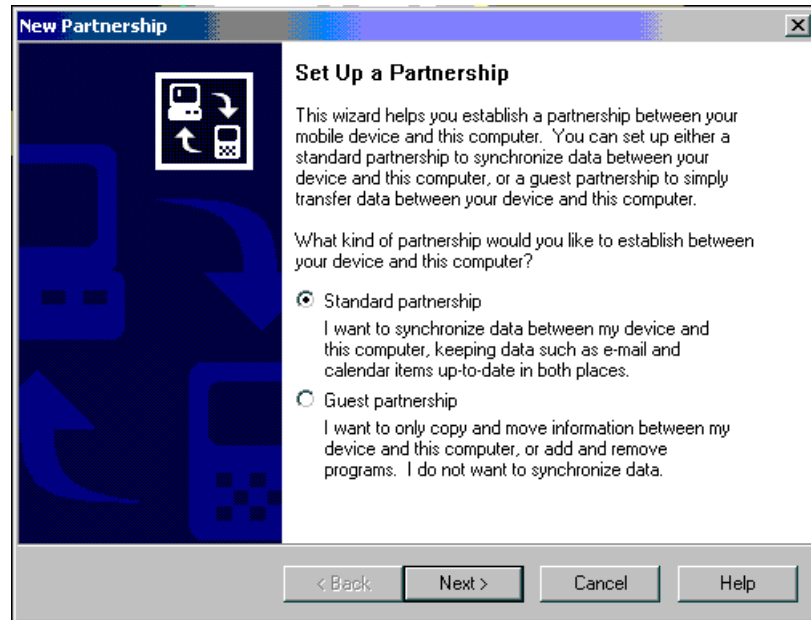 New Partnership
Set Up a Partnership
This wizard helps you establish a partnership between your
mobile device and this computer.  You can set up either a
standard partnership to synchronize data between your
device and this computer, or a guest partnership to simply
transfer data between your device and this computer.
What kind of partnership would you like to establish between
your device and this computer?
Standard partnership
I want to synchronize data between my device and
this computer, keeping data such as e-mail and
calendar items up-to-date in both places.
Guest partnership
I want to only copy and move information between my
device and this computer, or add and remove
programs.  I do not want to synchronize data.
< Back Next > Cancel Help